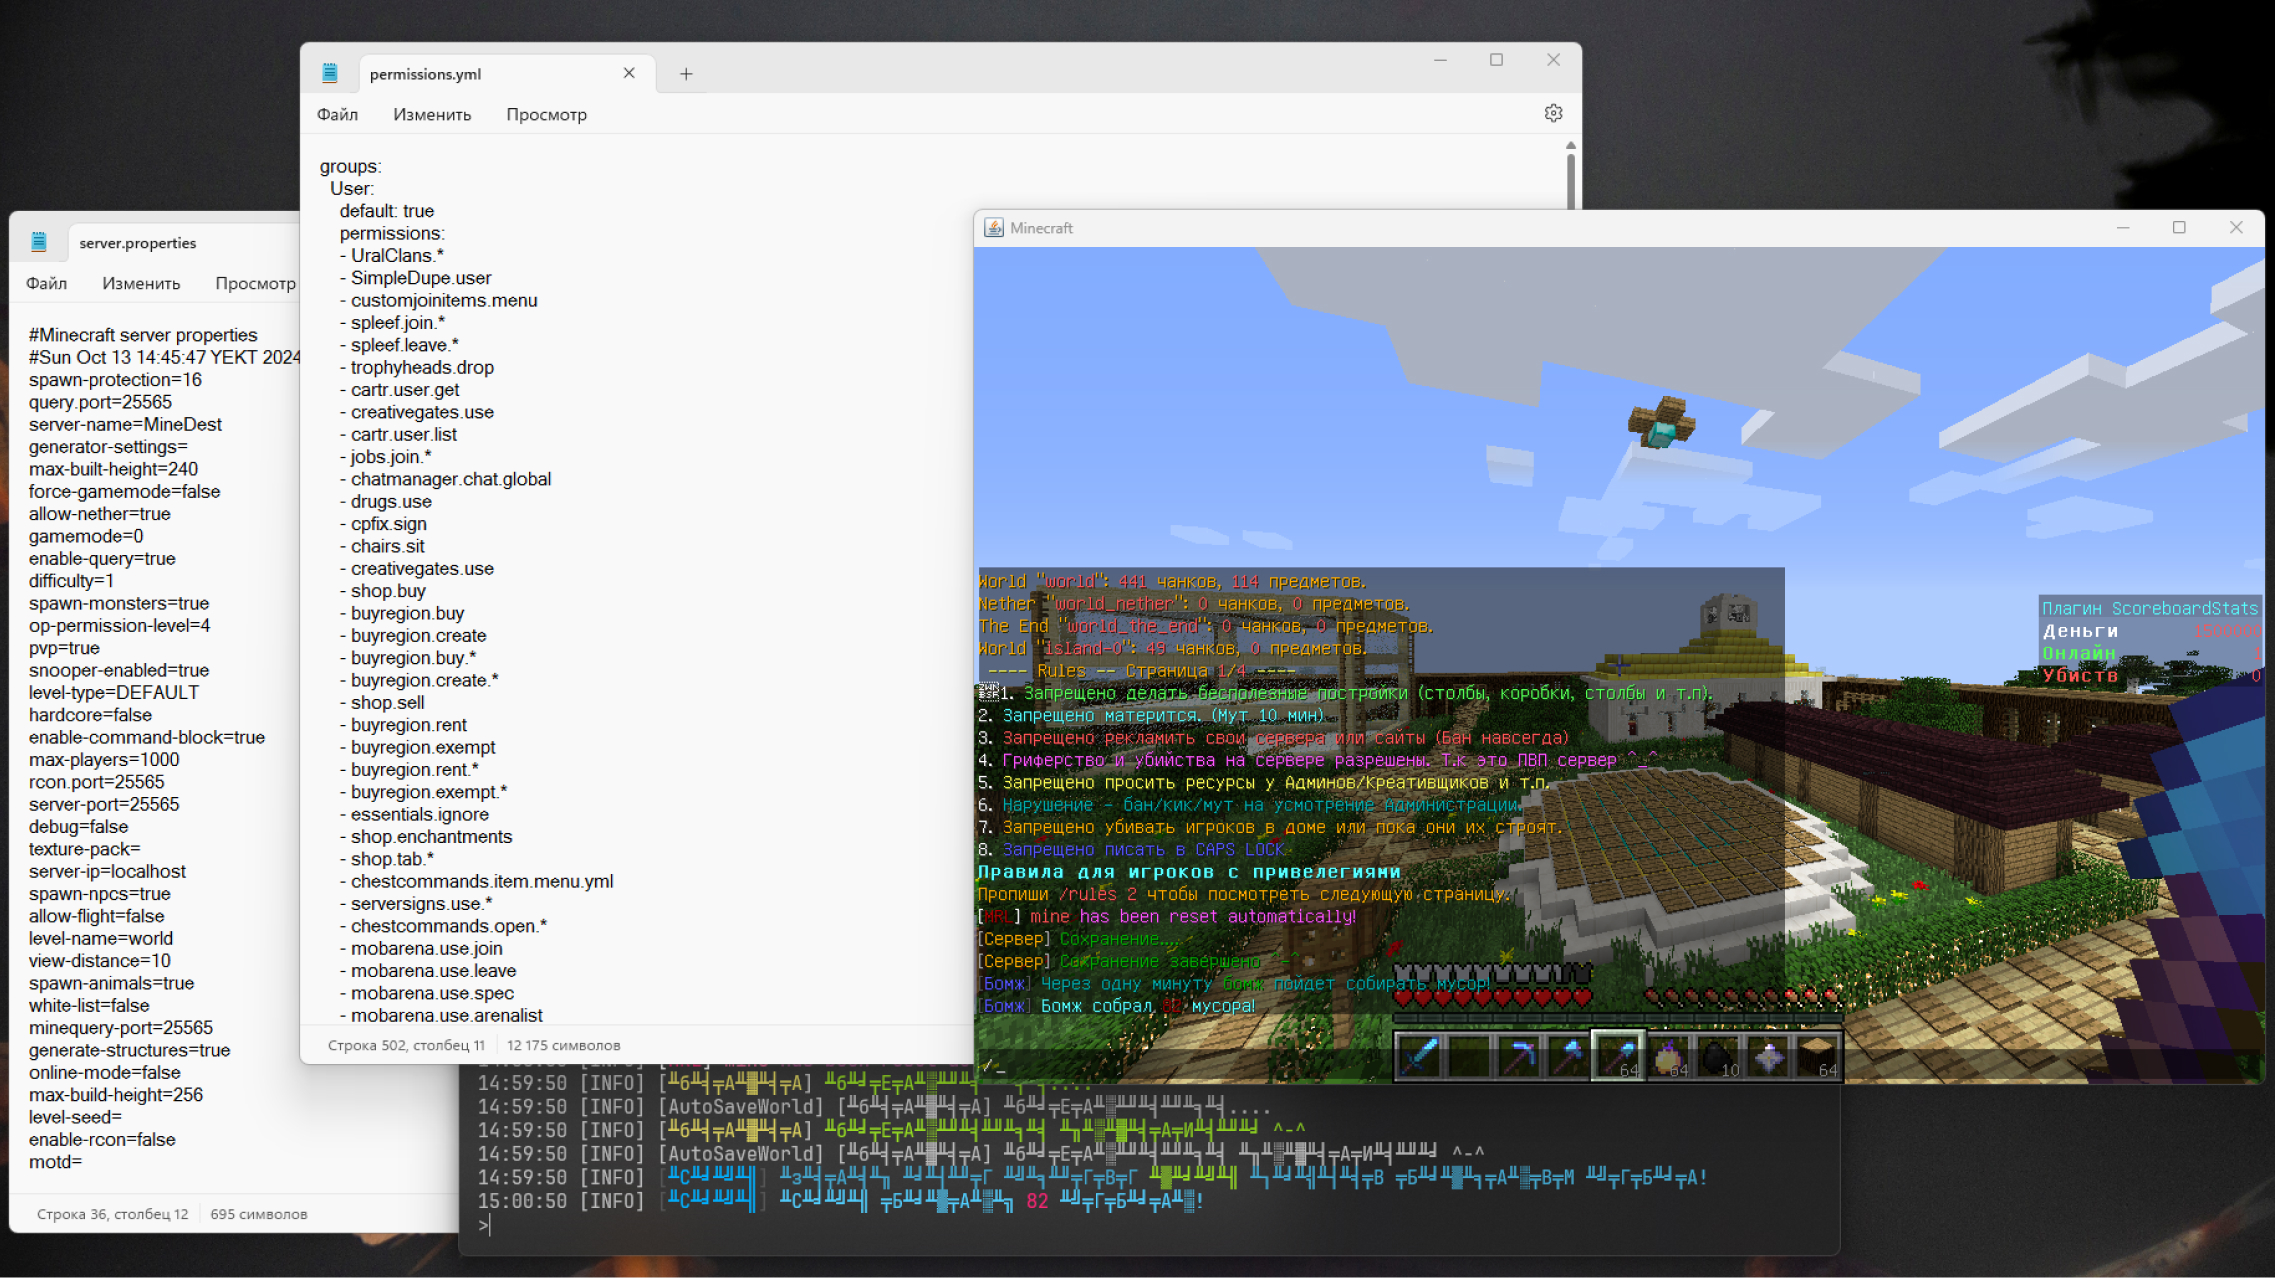 permissions.yml
Файл Изменить Просмотр
groups:
User:
default: true
permissions:
- UralClans.*
- SimpleDupe.user
- customjoinitems.menu
- spleef.join.*
- spleef.leave.*
- trophyheads.drop
- cartr.user.get
- creativegates.use
- cartr.user.list
- jobs.join.*
- chatmanager.chat.global
- drugs.use
- cpfix.sign
- chairs.sit
- creativegates.use
- shop.buy
- buyregion.buy
- buyregion.create
- buyregion.buy.*
- buyregion.create.*
- shop.sell
- buyregion.rent
- buyregion.exempt
- buyregion.rent.*
- buyregion.exempt.*
- essentials.ignore
- shop.enchantments
- shop.tab.*
- chestcommands.item.menu.yml
- serversigns.use.*
- chestcommands.open.*
- mobarena.use.join
- mobarena.use.leave
- mobarena.use.spec
- mobarena.use.arenalist
Строка 502, столбец 11 12 175 символов
server.properties
Файл Изменить Просмотр
#Minecraft server properties
#Sun Oct 13 14:45:47 YEKT 2024
spawn-protection=16
query.port=25565
server-name=MineDest
generator-settings=
max-built-height=240
force-gamemode=false
allow-nether=true
gamemode=0
enable-query=true
difficulty=1
spawn-monsters=true
op-permission-level=4
pvp=true
snooper-enabled=true
level-type=DEFAULT
hardcore=false
enable-command-block=true
max-players=1000
rcon.port=25565
server-port=25565
debug=false
texture-pack=
server-ip=localhost
spawn-npcs=true
allow-flight=false
level-name=world
view-distance=10
spawn-animals=true
white-list=false
minequery-port=25565
generate-structures=true
online-mode=false
max-build-height=256
level-seed=
enable-rcon=false
motd=
Строка 36, столбец 12 695 символов
Minecraft
World "world": 441 чанков, 114 предметов.
Nether "world_nether": 0 чанков, 0 предметов.
The End "world_the_end": 0 чанков, 0 предметов.
World "island-0": 49 чанков, 0 предметов.
---- Rules -- Страница 1/4 ----
1. Запрещено делать бесполезные постройки (столбы, коробки, столбы и т.п).
2. Запрещено матерится. (Мут 10 мин)
3. Запрещено рекламить свои сервера или сайты (Бан навсегда)
4. Гриферство и убийства на сервере разрешены. Т.к это ПВП сервер ^_^
5. Запрещено просить ресурсы у Админов/Креативщиков и т.п.
6. Нарушение - бан/кик/мут на усмотрение Администрации.
7. Запрещено убивать игроков в доме или пока они их строят.
8. Запрещено писать в CAPS LOCK
Правила для игроков с привелегиями
Пропиши /rules 2 чтобы посмотреть следующую страницу.
[MRL] mine has been reset automatically!
[Сервер] Сохранение....
[Сервер] Сохранение завершено ^-^
[Бомж] Через одну минуту бомж пойдет собирать мусор!
[Бомж] Бомж собрал 82 мусора!
/_
Плагин ScoreboardStats
Деньги 1500000
Онлайн 1
Убиств 0
64 64 10 64
14:59:50 [INFO]
14:59:50 [INFO] [AutoSaveWorld]
14:59:50 [INFO] ^-^
14:59:50 [INFO] [AutoSaveWorld] ^-^
14:59:50 [INFO]
15:00:50 [INFO] 82
>